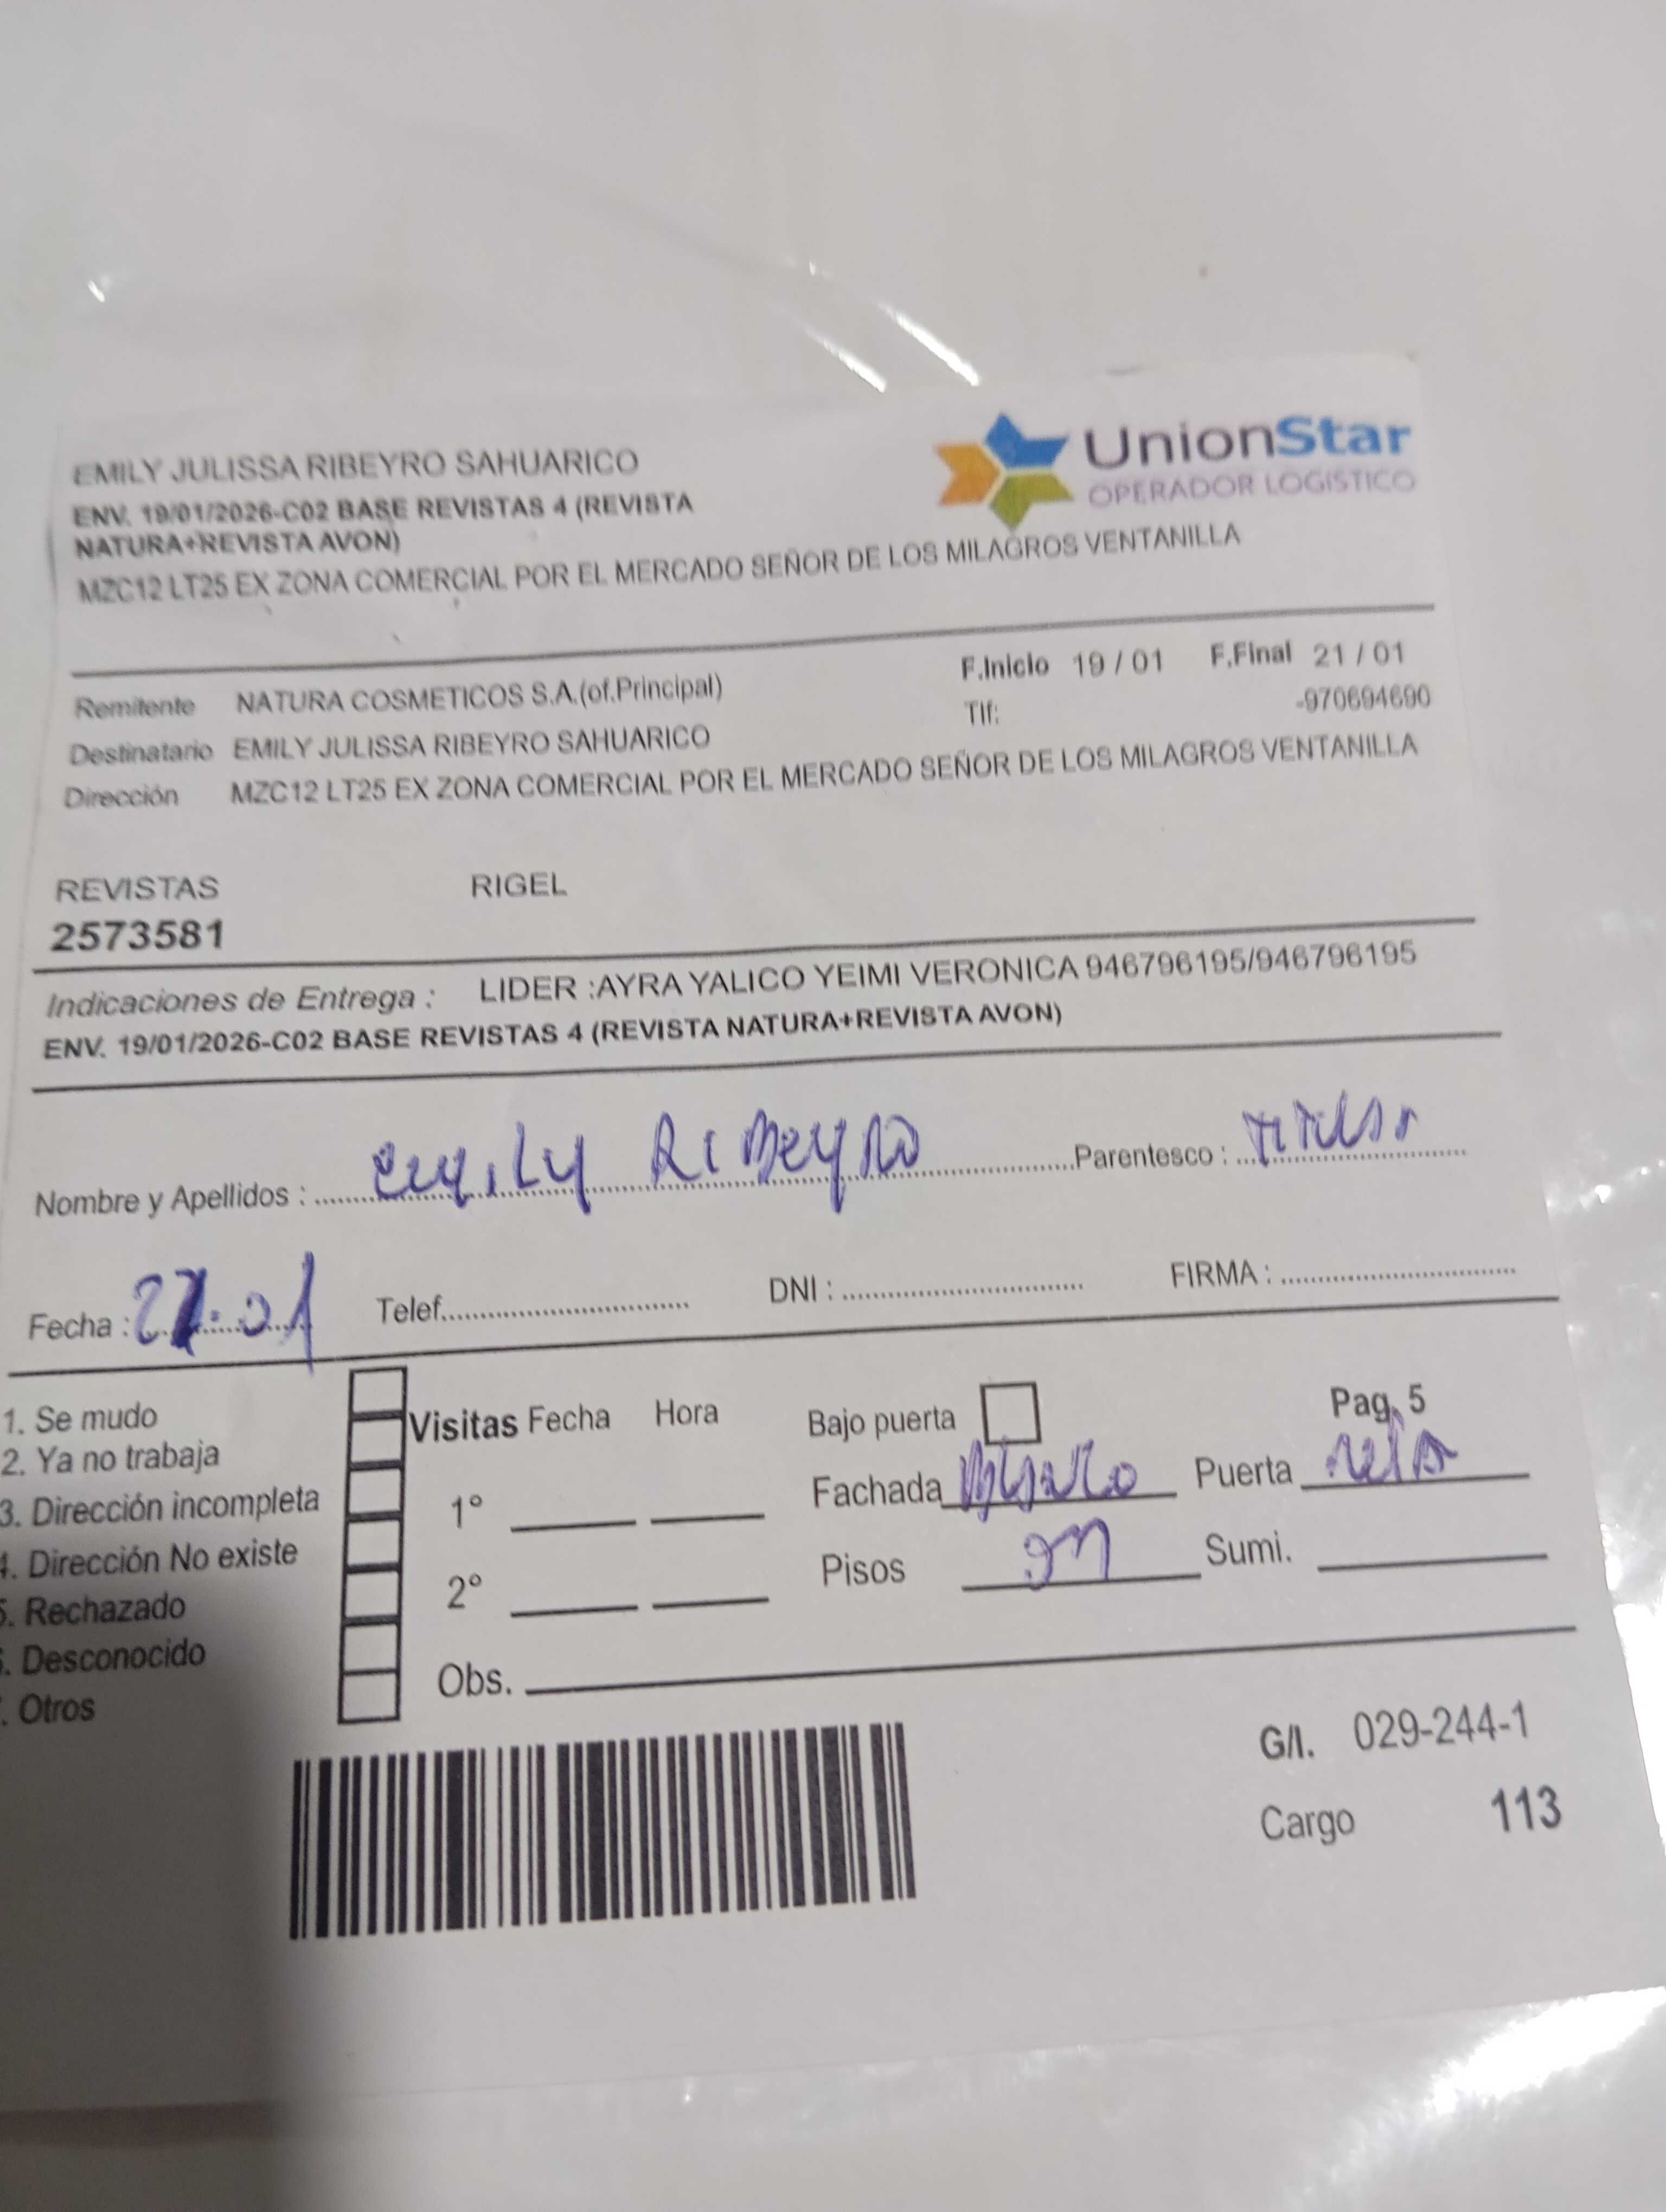 EMILY JULISSA RIBEYRO SAHUARICO
ENV. 19/01/2026-C02 BASE REVISTAS 4 (REVISTA
NATURA+REVISTA AVON)
MZC12 LT25 EX ZONA COMERCIAL POR EL MERCADO SEÑOR DE LOS MILAGROS VENTANILLA
UnionStar
OPERADOR LOGÍSTICO
Remitente NATURA COSMETICOS S.A.(of.Principal) F.Inicio 19 / 01 F.Final 21 / 01
Tlf: -970694690
Destinatario EMILY JULISSA RIBEYRO SAHUARICO
Dirección MZC12 LT25 EX ZONA COMERCIAL POR EL MERCADO SEÑOR DE LOS MILAGROS VENTANILLA
REVISTAS RIGEL
2573581
Indicaciones de Entrega : LIDER :AYRA YALICO YEIMI VERONICA 946796195/946796195
ENV. 19/01/2026-C02 BASE REVISTAS 4 (REVISTA NATURA+REVISTA AVON)
Nombre y Apellidos : emily Ribeyro Parentesco :
Fecha : Telef. DNI : FIRMA :
1. Se mudo
2. Ya no trabaja
3. Dirección incompleta
4. Dirección No existe
5. Rechazado
. Desconocido
. Otros
Visitas Fecha Hora
1º
2º
Obs.
Bajo puerta Pag. 5
Fachada Puerta
Pisos Sumi.
G/I. 029-244-1
Cargo 113